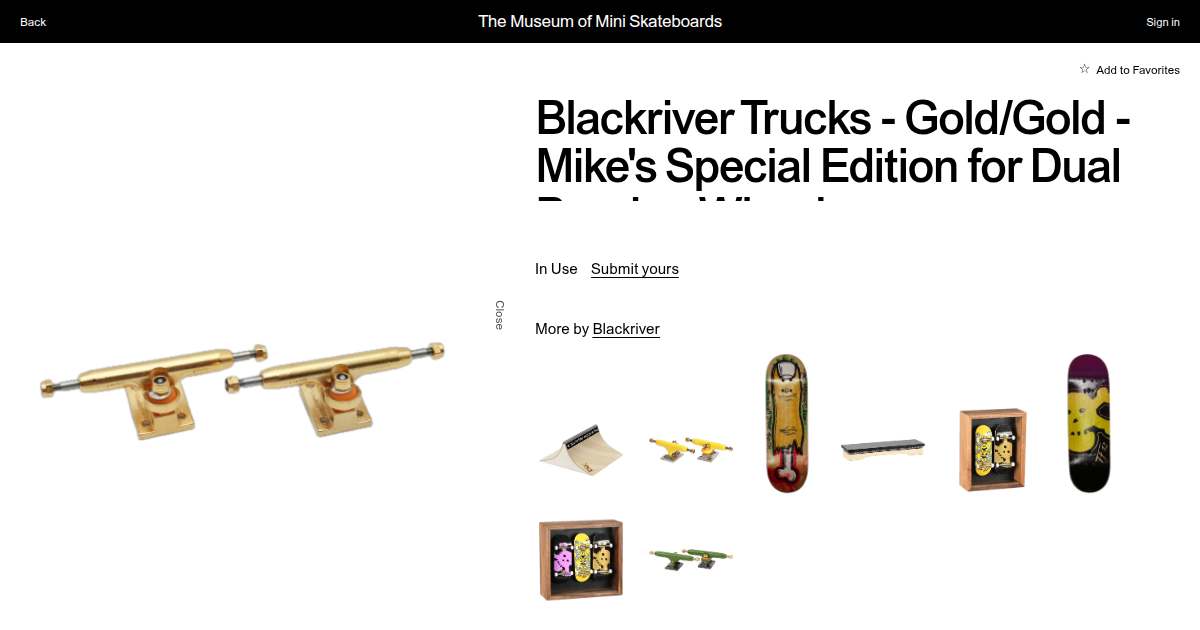 Back
The Museum of Mini Skateboards
Sign in
☆ Add to Favorites
Blackriver Trucks - Gold/Gold -
Mike's Special Edition for Dual
In Use Submit yours
Close
More by Blackriver